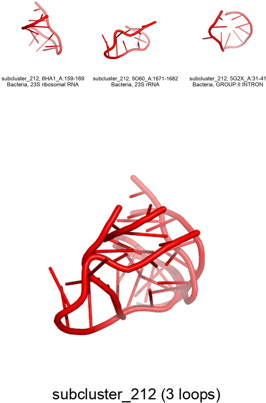 subcluster_212, 6HA1_A:159-169
Bacteria, 23S ribosomal RNA
subcluster_212, 5O60_A:1671-1682
Bacteria, 23S rRNA
subcluster_212, 5G2X_A:31-41
Bacteria, GROUP II INTRON
subcluster_212 (3 loops)